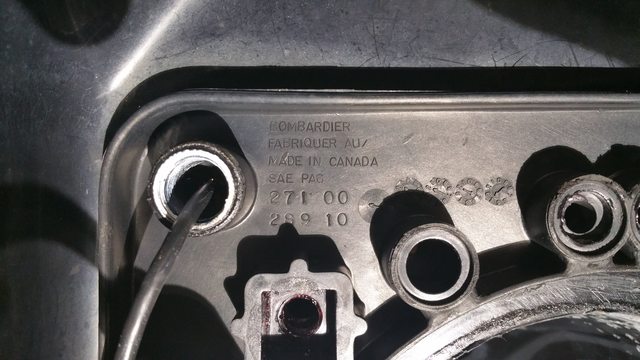 BOMBARDIER
FABRIQUER AU/
MADE IN CANADA
SAE PA6
271 00
289 10